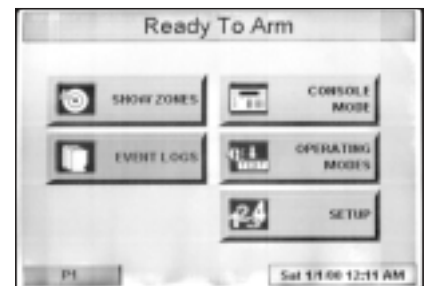 Ready To Arm
SHOW ZONES
CONSOLE
MODE
EVENT LOGS
OPERATING
MODES
SETUP
P1
Sat 1/1/00 12:11 AM